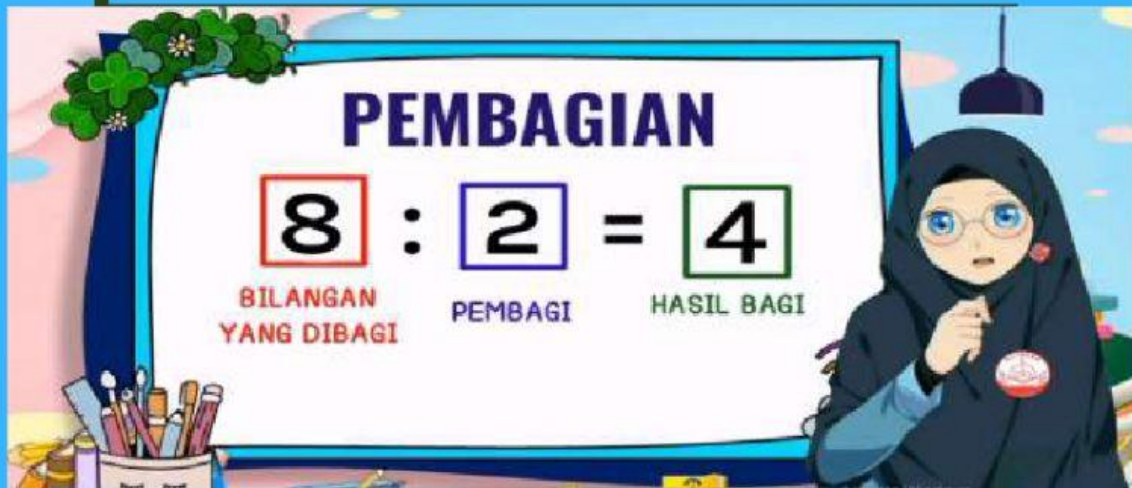 PEMBAGIAN
8 : 2 = 4
BILANGAN
YANG DIBAGI
PEMBAGI
HASIL BAGI